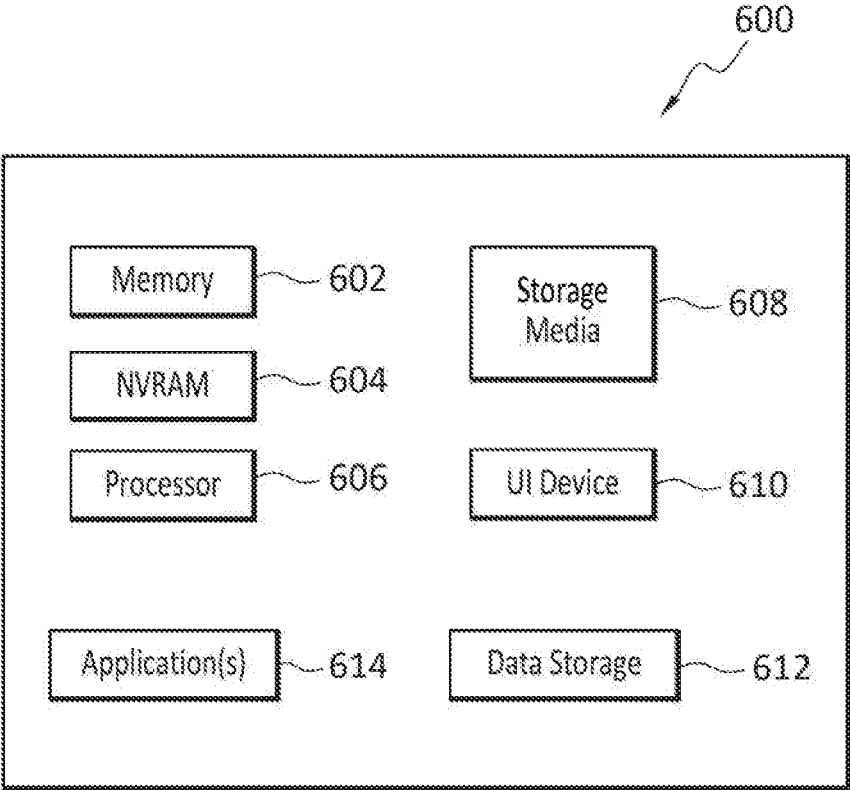 600
Memory
602
Storage
Media
608
NVRAM
604
Processor
606
UI Device
610
Application(s)
614
Data Storage
612